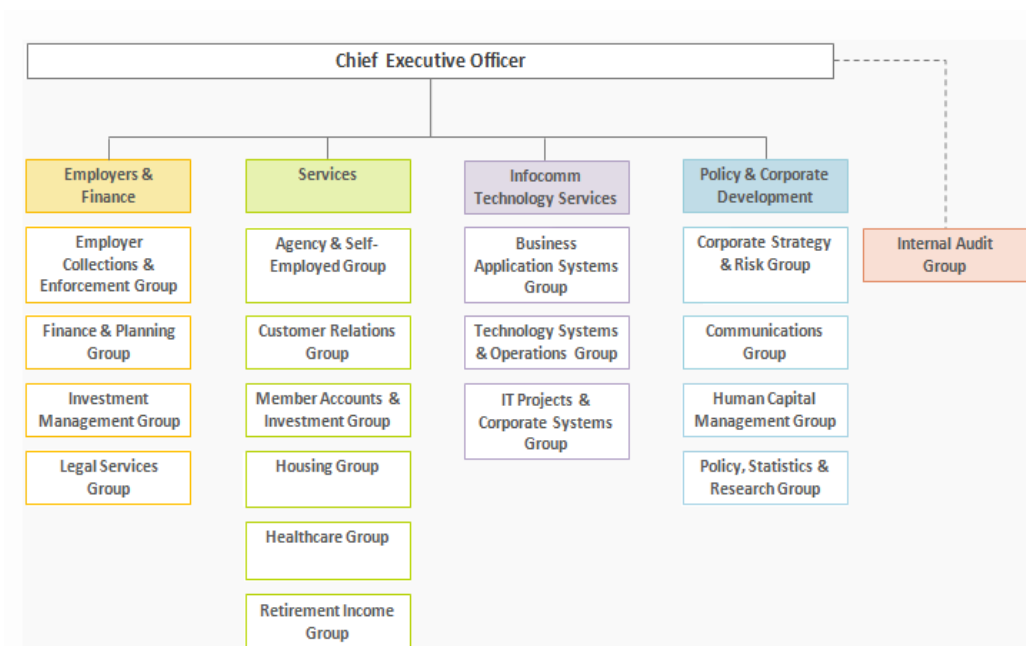 Chief Executive Officer
Employers &
Finance
Employer
Collections &
Enforcement Group
Finance & Planning
Group
Investment
Management Group
Legal Services
Group
Services
Agency & Self-
Employed Group
Customer Relations
Group
Member Accounts &
Investment Group
Housing Group
Healthcare Group
Retirement Income
Group
Infocomm
Technology Services
Business
Application Systems
Group
Technology Systems
& Operations Group
IT Projects &
Corporate Systems
Group
Policy & Corporate
Development
Corporate Strategy
& Risk Group
Communications
Group
Human Capital
Management Group
Policy, Statistics &
Research Group
Internal Audit
Group